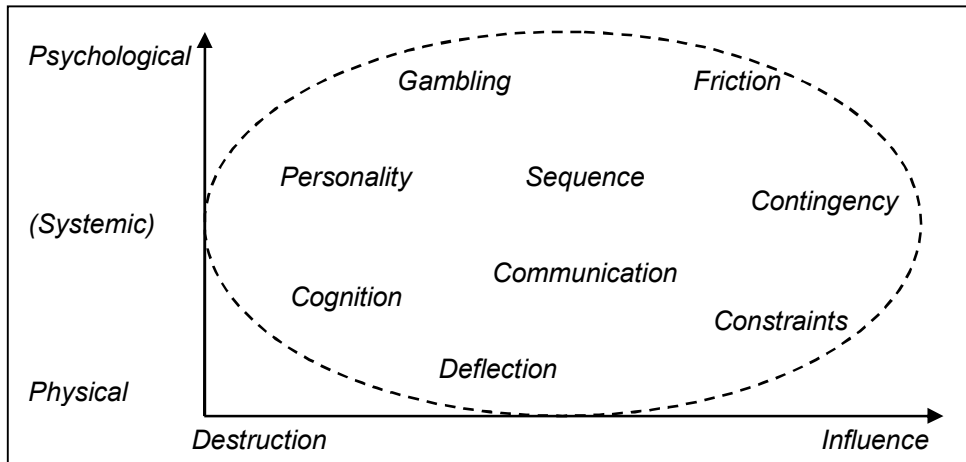 Psychological
Gambling Friction
Personality Sequence
Contingency
(Systemic)
Communication
Cognition
Constraints
Deflection
Physical
Destruction Influence